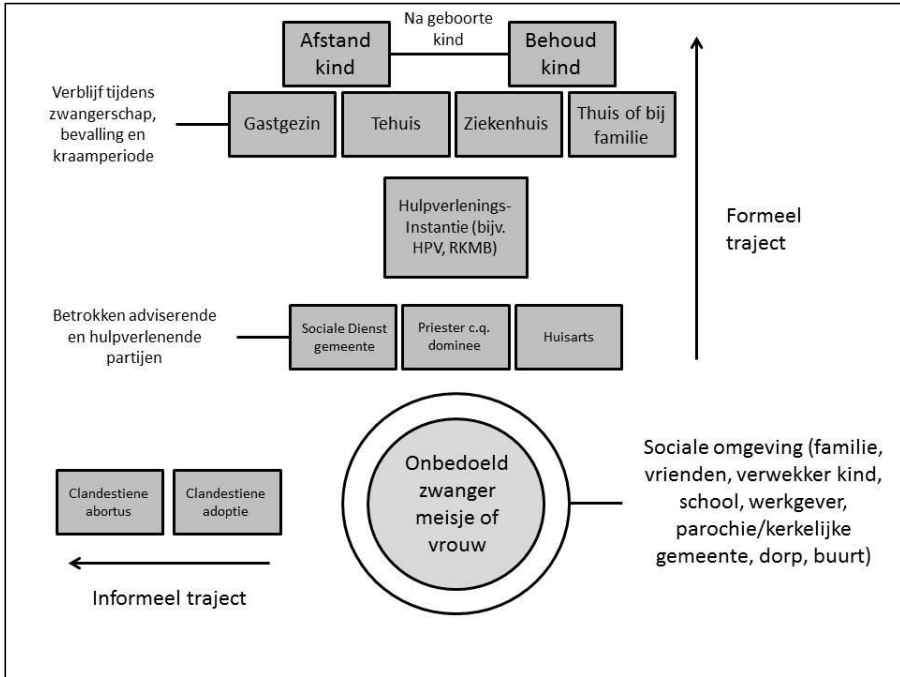 Na geboorte
kind
Afstand
kind
Behoud
kind
Verblijf tijdens
zwangerschap,
bevalling en
kraamperiode
Gastgezin
Tehuis
Ziekenhuis
Thuis of bij
familie
Hulpverlenings-
Instantie (bijv.
HPV, RKMB)
Formeel
traject
Betrokken adviserende
en hulpverlenende
partijen
Sociale Dienst
gemeente
Priester c.q.
dominee
Huisarts
Onbedoeld
zwanger
meisje of
vrouw
Sociale omgeving (familie,
vrienden, verwekker kind,
school, werkgever,
parochie/kerkelijke
gemeente, dorp, buurt)
Clandestiene
abortus
Clandestiene
adoptie
Informeel traject